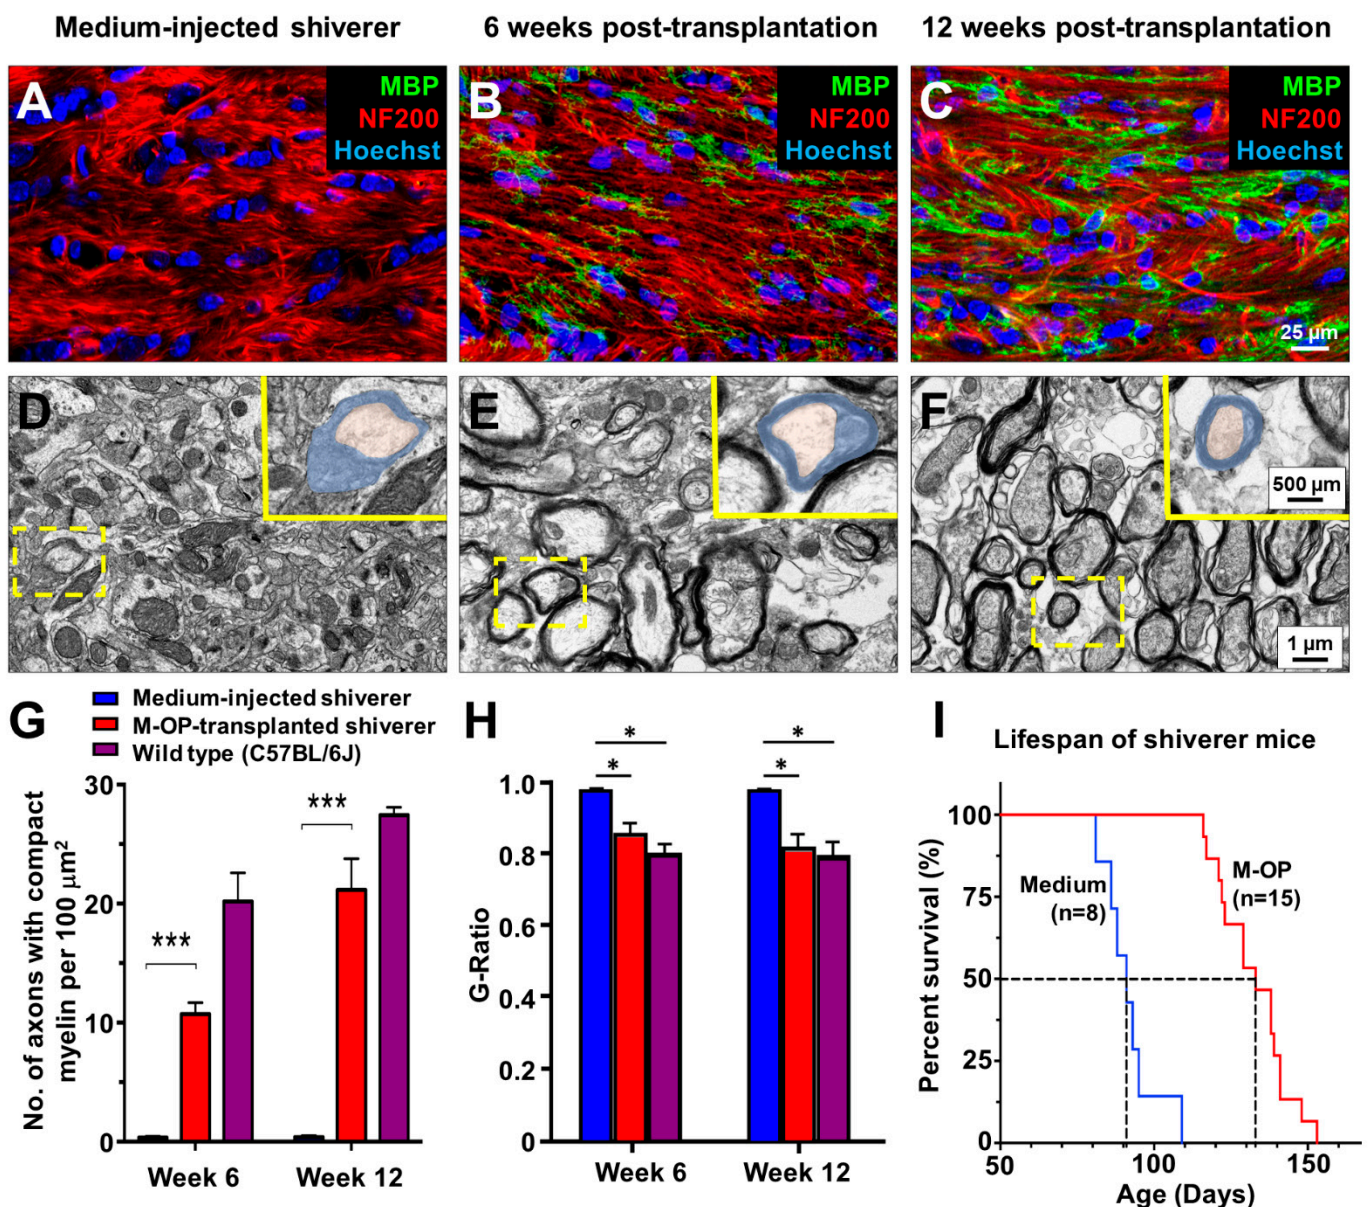 Medium-injected shiverer
6 weeks post-transplantation
12 weeks post-transplantation
A
MBP
NF200
Hoechst
B
MBP
NF200
Hoechst
C
MBP
NF200
Hoechst
25 µm
D
E
F
500 µm
1 µm
G
Medium-injected shiverer
M-OP-transplanted shiverer
Wild type (C57BL/6J)
No. of axons with compact
myelin per 100 µm²
30
20
10
0
***
***
Week 6
Week 12
H
G-Ratio
1.0
0.8
0.6
0.4
0.2
0
*
*
*
*
Week 6
Week 12
I
Lifespan of shiverer mice
Percent survival (%)
100
75
50
25
0
Medium
(n=8)
M-OP
(n=15)
50
100
150
Age (Days)